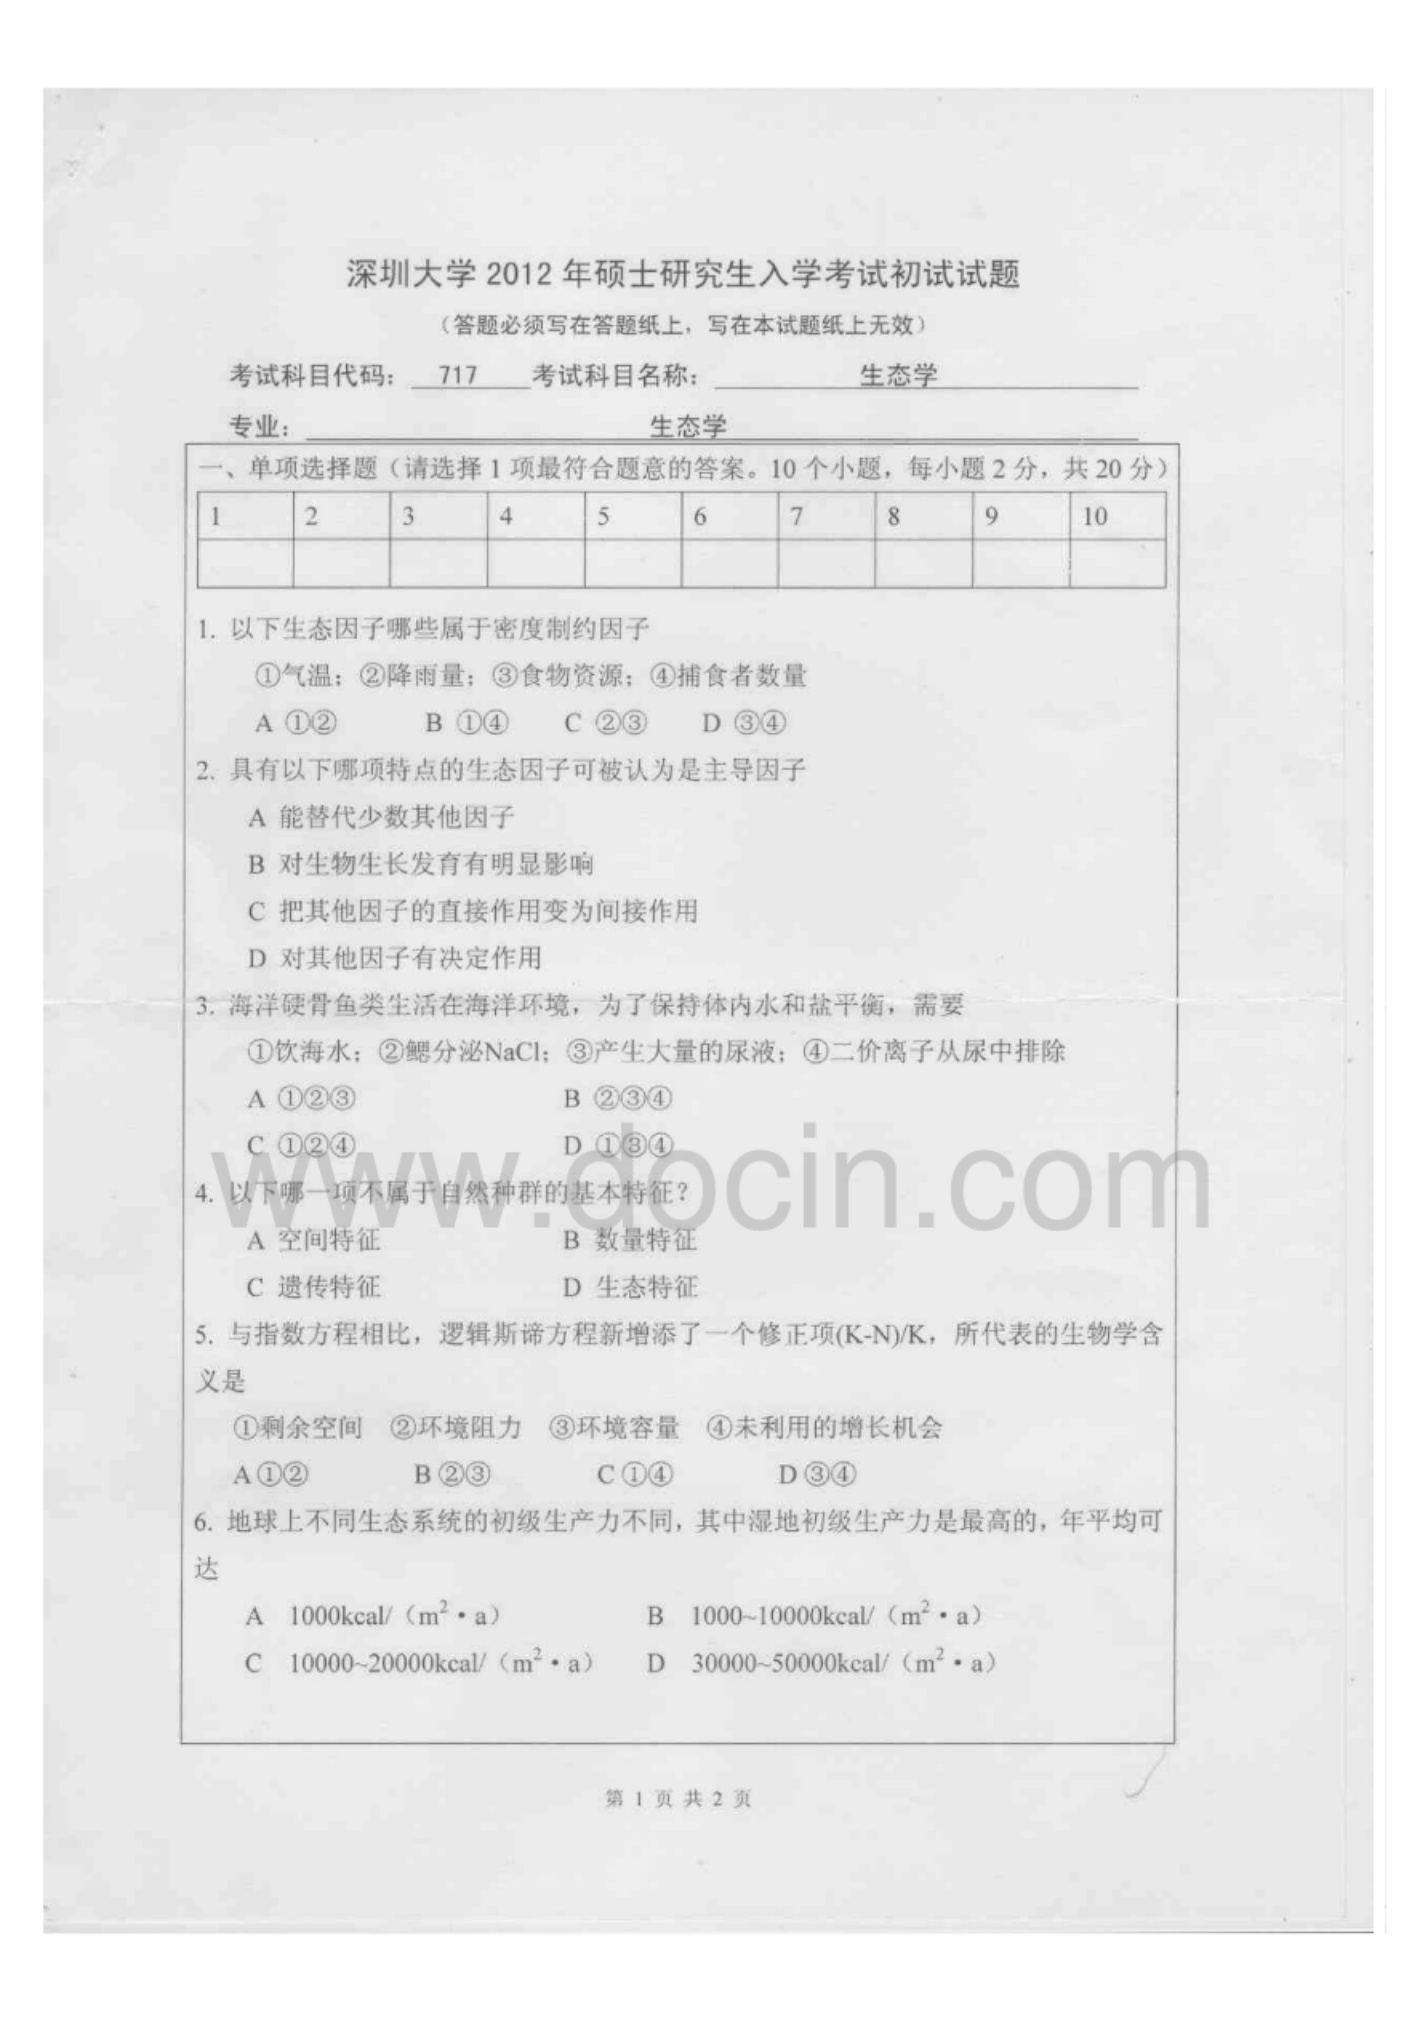 深圳大学 2012 年硕士研究生入学考试初试试题
（答题必须写在答题纸上，写在本试题纸上无效）
考试科目代码： 717 考试科目名称： 生态学
专业： 生态学
一、单项选择题（请选择 1 项最符合题意的答案。10 个小题，每小题 2 分，共 20 分）
1 2 3 4 5 6 7 8 9 10
1. 以下生态因子哪些属于密度制约因子
①气温；②降雨量；③食物资源；④捕食者数量
A ①② B ①④ C ②③ D ③④
2. 具有以下哪项特点的生态因子可被认为是主导因子
A 能替代少数其他因子
B 对生物生长发育有明显影响
C 把其他因子的直接作用变为间接作用
D 对其他因子有决定作用
3. 海洋硬骨鱼类生活在海洋环境，为了保持体内水和盐平衡，需要
①饮海水；②鳃分泌NaCl；③产生大量的尿液；④二价离子从尿中排除
A ①②③ B ②③④
C ①②④ D ①③④
www.docin.com
4. 以下哪一项不属于自然种群的基本特征？
A 空间特征 B 数量特征
C 遗传特征 D 生态特征
5. 与指数方程相比，逻辑斯谛方程新增添了一个修正项(K-N)/K，所代表的生物学含
义是
①剩余空间 ②环境阻力 ③环境容量 ④未利用的增长机会
A ①② B ②③ C ①④ D ③④
6. 地球上不同生态系统的初级生产力不同，其中湿地初级生产力是最高的，年平均可
达
A 1000kcal/（m²·a） B 1000~10000kcal/（m²·a）
C 10000~20000kcal/（m²·a） D 30000~50000kcal/（m²·a）
第 1 页 共 2 页